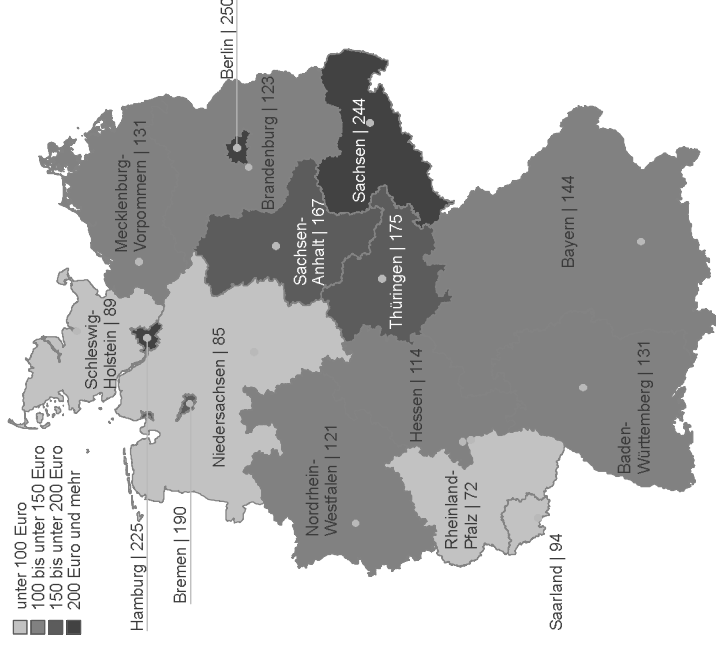 unter 100 Euro
100 bis unter 150 Euro
150 bis unter 200 Euro
200 Euro und mehr
Schleswig-
Holstein | 89
Mecklenburg-
Vorpommern | 131
Hamburg | 225
Bremen | 190
Niedersachsen | 85
Berlin | 250
Brandenburg | 123
Sachsen-
Anhalt | 167
Sachsen | 244
Thüringen | 175
Nordrhein-
Westfalen | 121
Hessen | 114
Rheinland-
Pfalz | 72
Saarland | 94
Baden-
Württemberg | 131
Bayern | 144